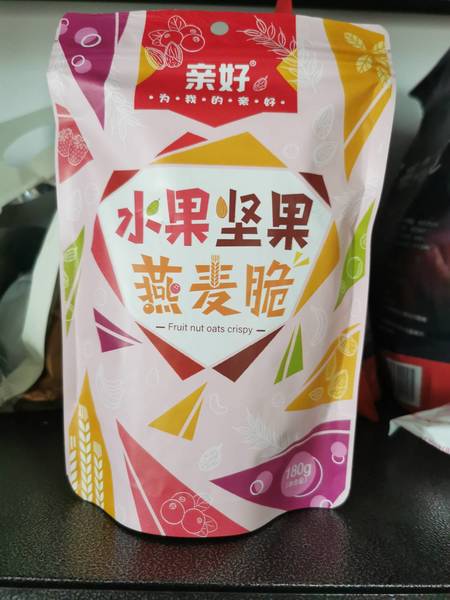 亲好®
·为·我·的·亲·好·
水果坚果
燕麦脆
— Fruit nut oats crispy —
180g